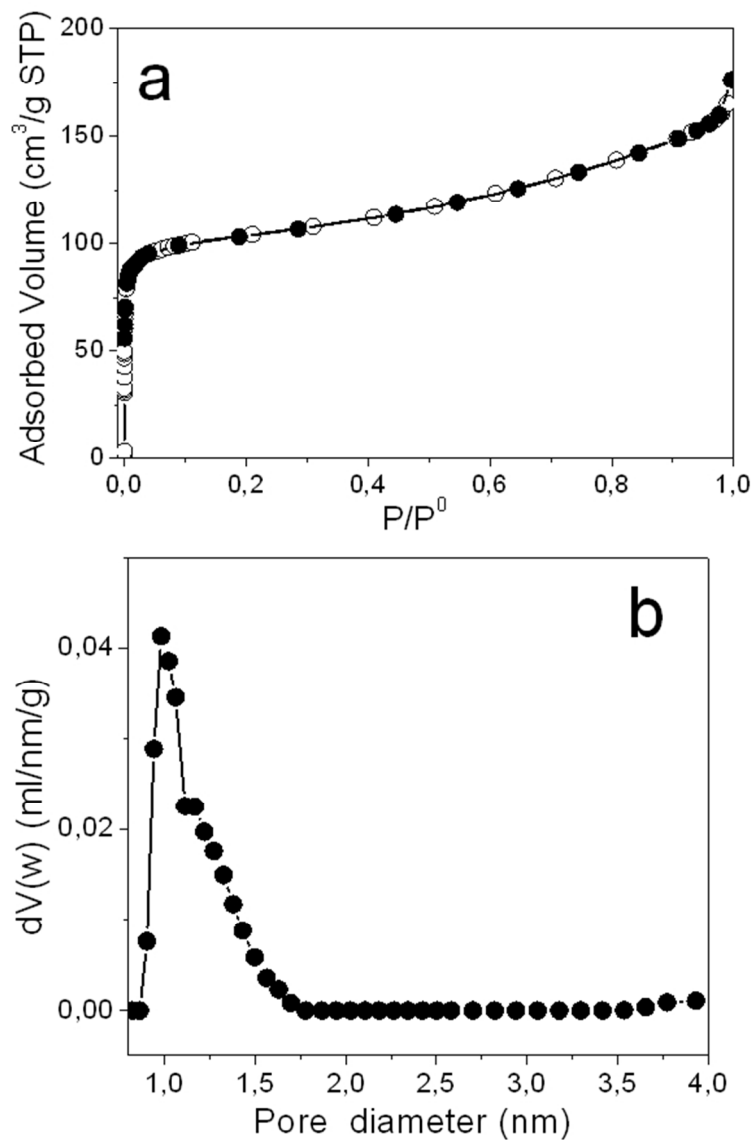 a
Adsorbed Volume (cm³/g STP)
200
150
100
50
0
0,0 0,2 0,4 0,6 0,8 1,0
P/P⁰
b
dV(w) (ml/nm/g)
0,04
0,02
0,00
1,0 1,5 2,0 2,5 3,0 3,5 4,0
Pore diameter (nm)